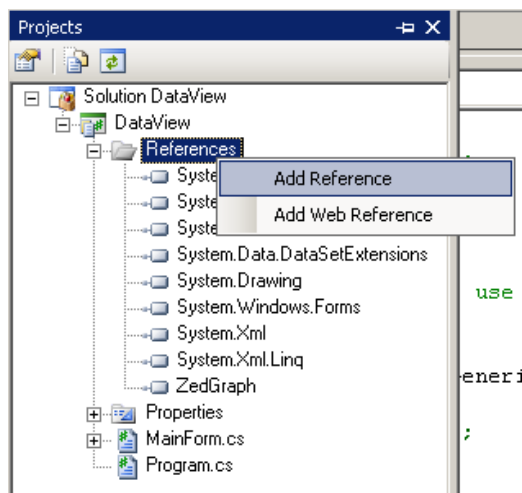 Projects
Solution DataView
DataView
References
Syste
Add Reference
Syste
Add Web Reference
Syste
System.Data.DataSetExtensions
System.Drawing
use
System.Windows.Forms
System.Xml
System.Xml.Linq
eneri
ZedGraph
Properties
MainForm.cs
;
Program.cs